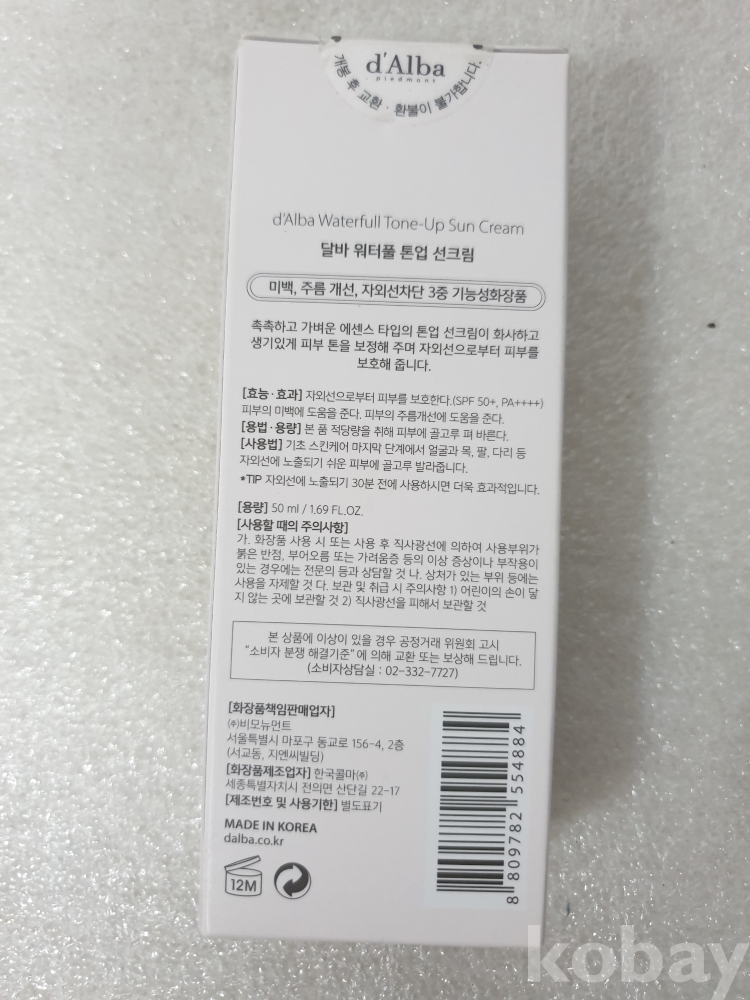 d'Alba
piedmont
개봉 후 교환·환불이 불가합니다.
d'Alba Waterfull Tone-Up Sun Cream
달바 워터풀 톤업 선크림
미백, 주름 개선, 자외선차단 3중 기능성화장품
촉촉하고 가벼운 에센스 타입의 톤업 선크림이 화사하고
생기있게 피부 톤을 보정해 주며 자외선으로부터 피부를
보호해 줍니다.
[효능·효과] 자외선으로부터 피부를 보호한다.(SPF 50+, PA++++)
피부의 미백에 도움을 준다. 피부의 주름개선에 도움을 준다.
[용법·용량] 본 품 적당량을 취해 피부에 골고루 펴 바른다.
[사용법] 기초 스킨케어 마지막 단계에서 얼굴과 목, 팔, 다리 등
자외선에 노출되기 쉬운 피부에 골고루 발라줍니다.
*TIP 자외선에 노출되기 30분 전에 사용하시면 더욱 효과적입니다.
[용량] 50 ml / 1.69 FL.OZ.
[사용할 때의 주의사항]
가. 화장품 사용 시 또는 사용 후 직사광선에 의하여 사용부위가
붉은 반점, 부어오름 또는 가려움증 등의 이상 증상이나 부작용이
있는 경우에는 전문의 등과 상담할 것 나. 상처가 있는 부위 등에는
사용을 자제할 것 다. 보관 및 취급 시 주의사항 1) 어린이의 손이 닿
지 않는 곳에 보관할 것 2) 직사광선을 피해서 보관할 것
본 상품에 이상이 있을 경우 공정거래 위원회 고시
"소비자 분쟁 해결기준"에 의해 교환 또는 보상해 드립니다.
(소비자상담실 : 02-332-7727)
[화장품책임판매업자]
㈜비모뉴먼트
서울특별시 마포구 동교로 156-4, 2층
(서교동, 지엔씨빌딩)
[화장품제조업자] 한국콜마㈜
세종특별자치시 전의면 산단길 22-17
[제조번호 및 사용기한] 별도표기
MADE IN KOREA
dalba.co.kr
12M
8 809782 554884
kobay